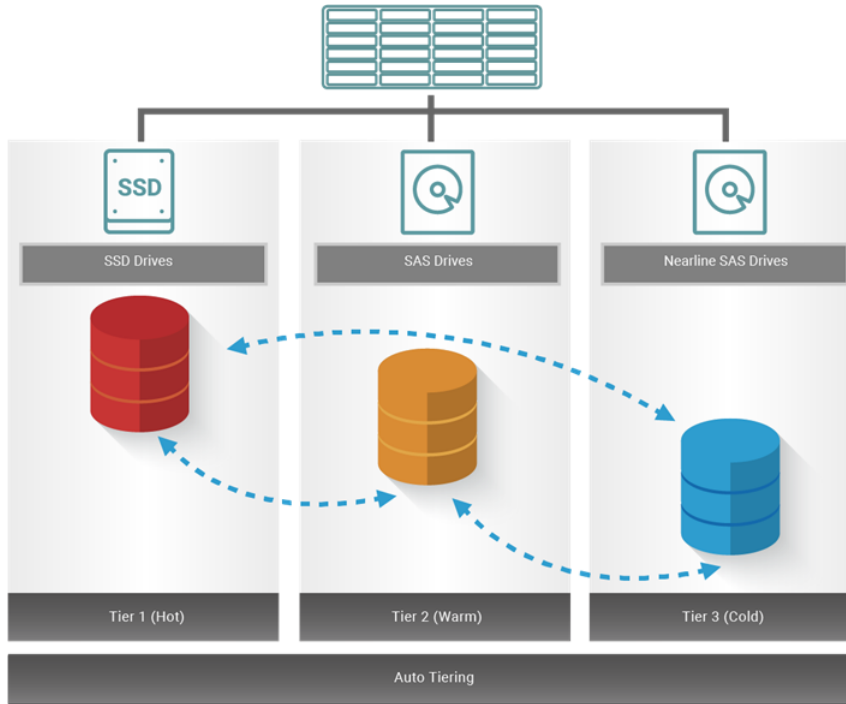 SSD
SSD Drives
SAS Drives
Nearline SAS Drives
Tier 1 (Hot)
Tier 2 (Warm)
Tier 3 (Cold)
Auto Tiering